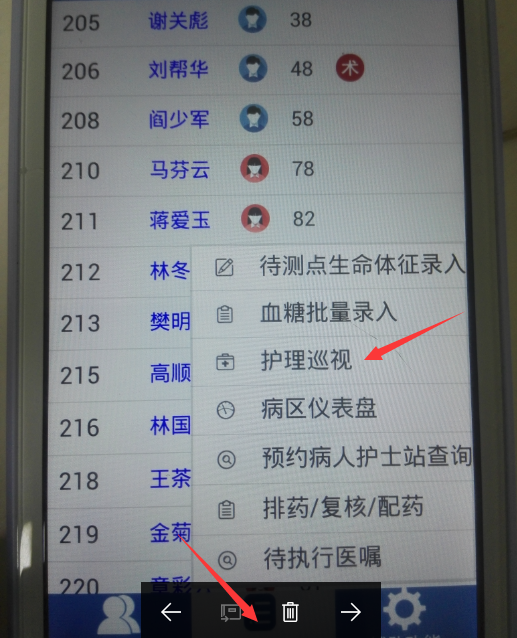 205 谢关彪 38
206 刘帮华 48 术
208 阎少军 58
210 马芬云 78
211 蒋爱玉 82
212 林冬
213 樊明
215 高顺
216 林国
218 王茶
219 金菊
220
待测点生命体征录入
血糖批量录入
护理巡视
病区仪表盘
预约病人护士站查询
排药/复核/配药
待执行医嘱